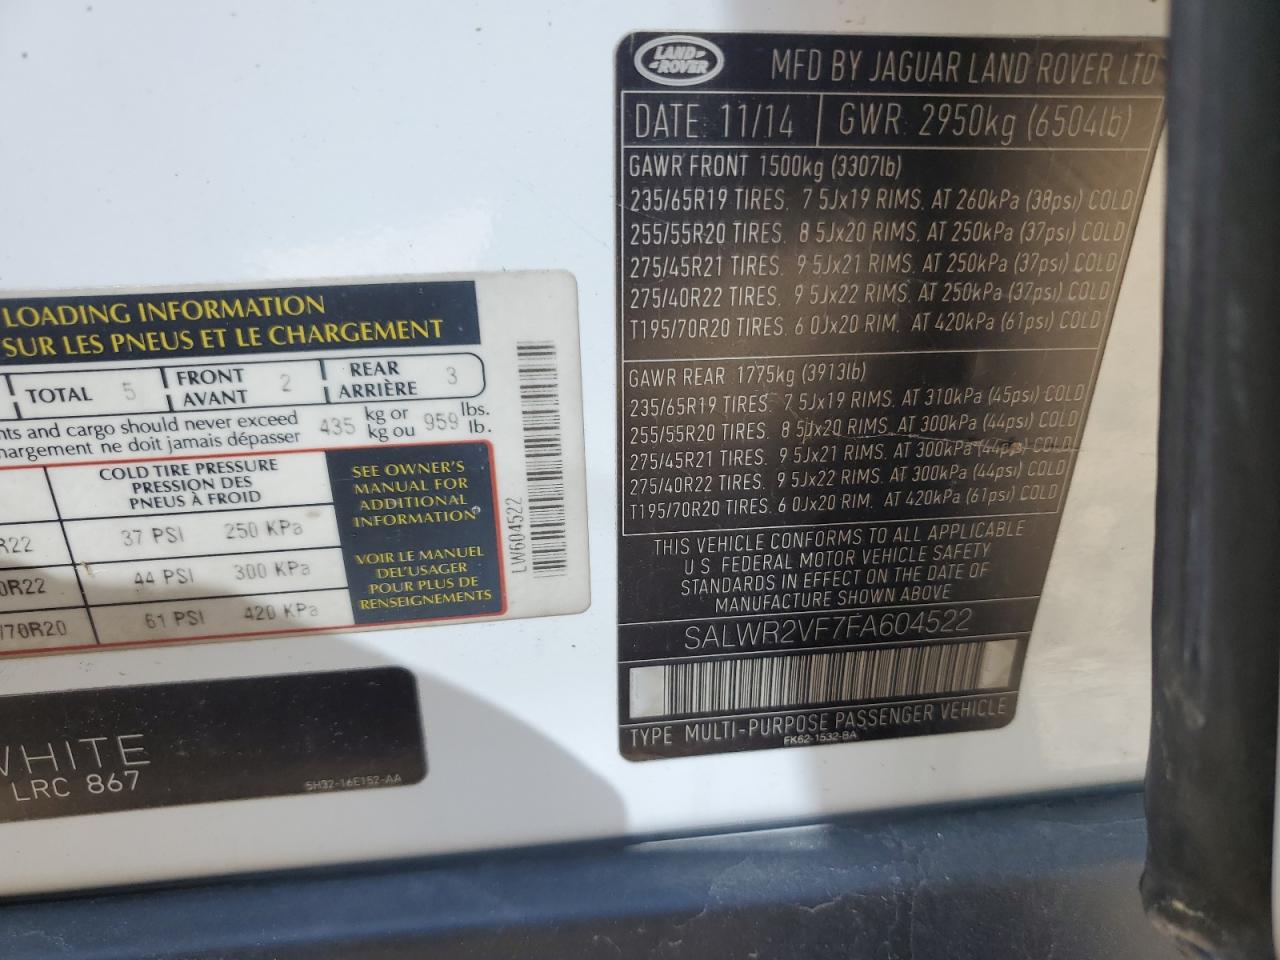 LOADING INFORMATION
SUR LES PNEUS ET LE CHARGEMENT
TOTAL 5 FRONT 2 REAR 3
AVANT ARRIÈRE
nts and cargo should never exceed 435 kg or 959 lbs.
hargement ne doit jamais dépasser kg ou lb.
COLD TIRE PRESSURE
PRESSION DES
PNEUS À FROID
R22 37 PSI 250 KPa
0R22 44 PSI 300 KPa
/70R20 61 PSI 420 KPa
SEE OWNER'S
MANUAL FOR
ADDITIONAL
INFORMATION
VOIR LE MANUEL
DEL'USAGER
POUR PLUS DE
RENSEIGNEMENTS
LW604522
WHITE
LRC 867
5H32-16E152-AA
LAND ROVER
MFD BY JAGUAR LAND ROVER LTD
DATE: 11/14 GWR 2950kg (6504lb)
GAWR FRONT 1500kg (3307lb)
235/65R19 TIRES. 7.5Jx19 RIMS. AT 260kPa (38psi) COLD
255/55R20 TIRES. 8.5Jx20 RIMS. AT 250kPa (37psi) COLD
275/45R21 TIRES. 9.5Jx21 RIMS. AT 250kPa (37psi) COLD
275/40R22 TIRES. 9.5Jx22 RIMS. AT 250kPa (37psi) COLD
T195/70R20 TIRES. 6.0Jx20 RIM. AT 420kPa (61psi) COLD
GAWR REAR 1775kg (3913lb)
235/65R19 TIRES. 7.5Jx19 RIMS. AT 310kPa (45psi) COLD
255/55R20 TIRES. 8.5Jx20 RIMS. AT 300kPa (44psi) COLD
275/45R21 TIRES. 9.5Jx21 RIMS. AT 300kPa (44psi) COLD
275/40R22 TIRES. 9.5Jx22 RIMS. AT 300kPa (44psi) COLD
T195/70R20 TIRES. 6.0Jx20 RIM. AT 420kPa (61psi) COLD
THIS VEHICLE CONFORMS TO ALL APPLICABLE
U.S. FEDERAL MOTOR VEHICLE SAFETY
STANDARDS IN EFFECT ON THE DATE OF
MANUFACTURE SHOWN ABOVE
SALWR2VF7FA604522
TYPE MULTI-PURPOSE PASSENGER VEHICLE
FK62-1532-BA